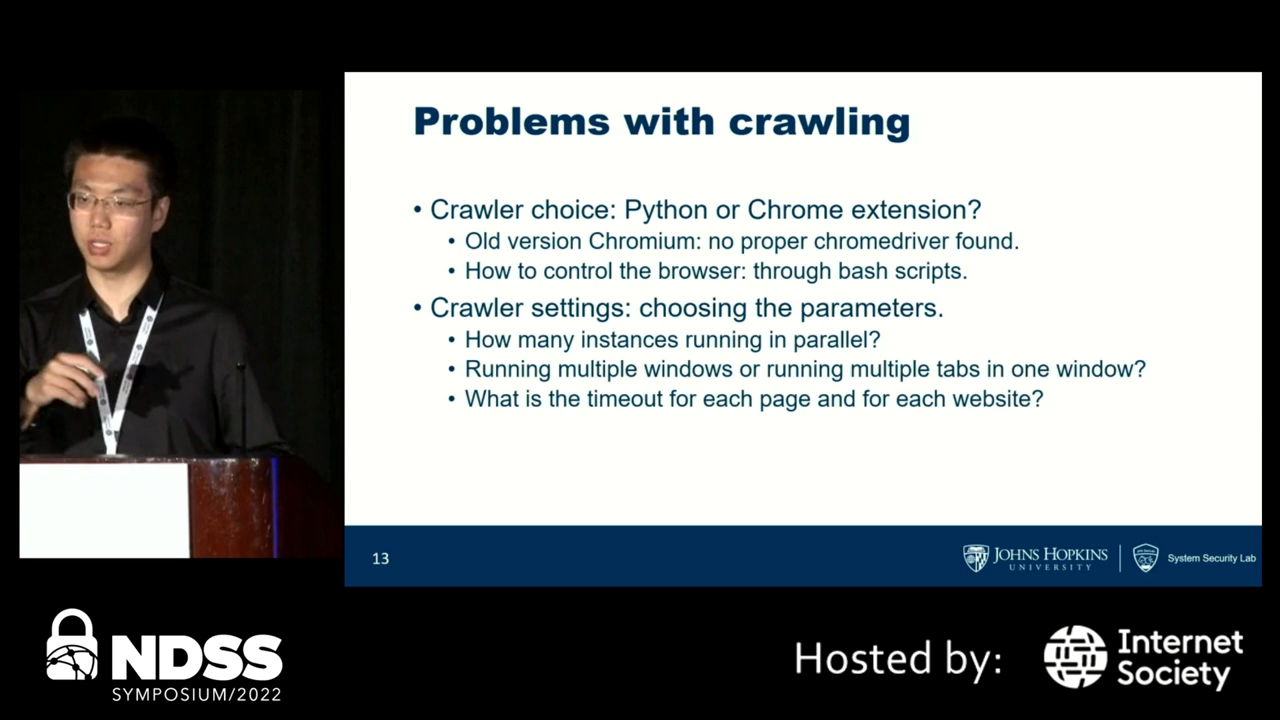 Problems with crawling
• Crawler choice: Python or Chrome extension?
• Old version Chromium: no proper chromedriver found.
• How to control the browser: through bash scripts.
• Crawler settings: choosing the parameters.
• How many instances running in parallel?
• Running multiple windows or running multiple tabs in one window?
• What is the timeout for each page and for each website?
13
JOHNS HOPKINS
UNIVERSITY
System Security Lab
NDSS
SYMPOSIUM/2022
Hosted by:
Internet
Society